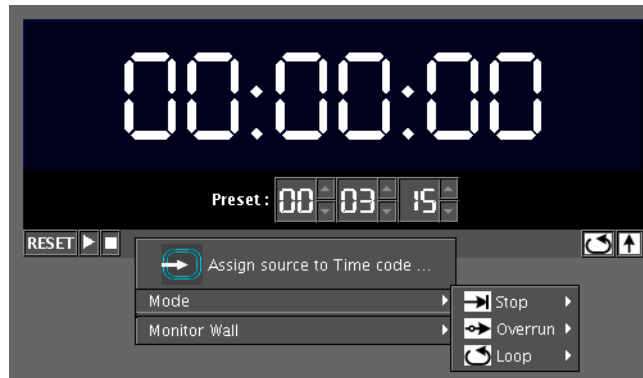 00:00:00
Preset : 00 03 15
RESET
Assign source to Time code ...
Mode
Stop
Overrun
Loop
Monitor Wall